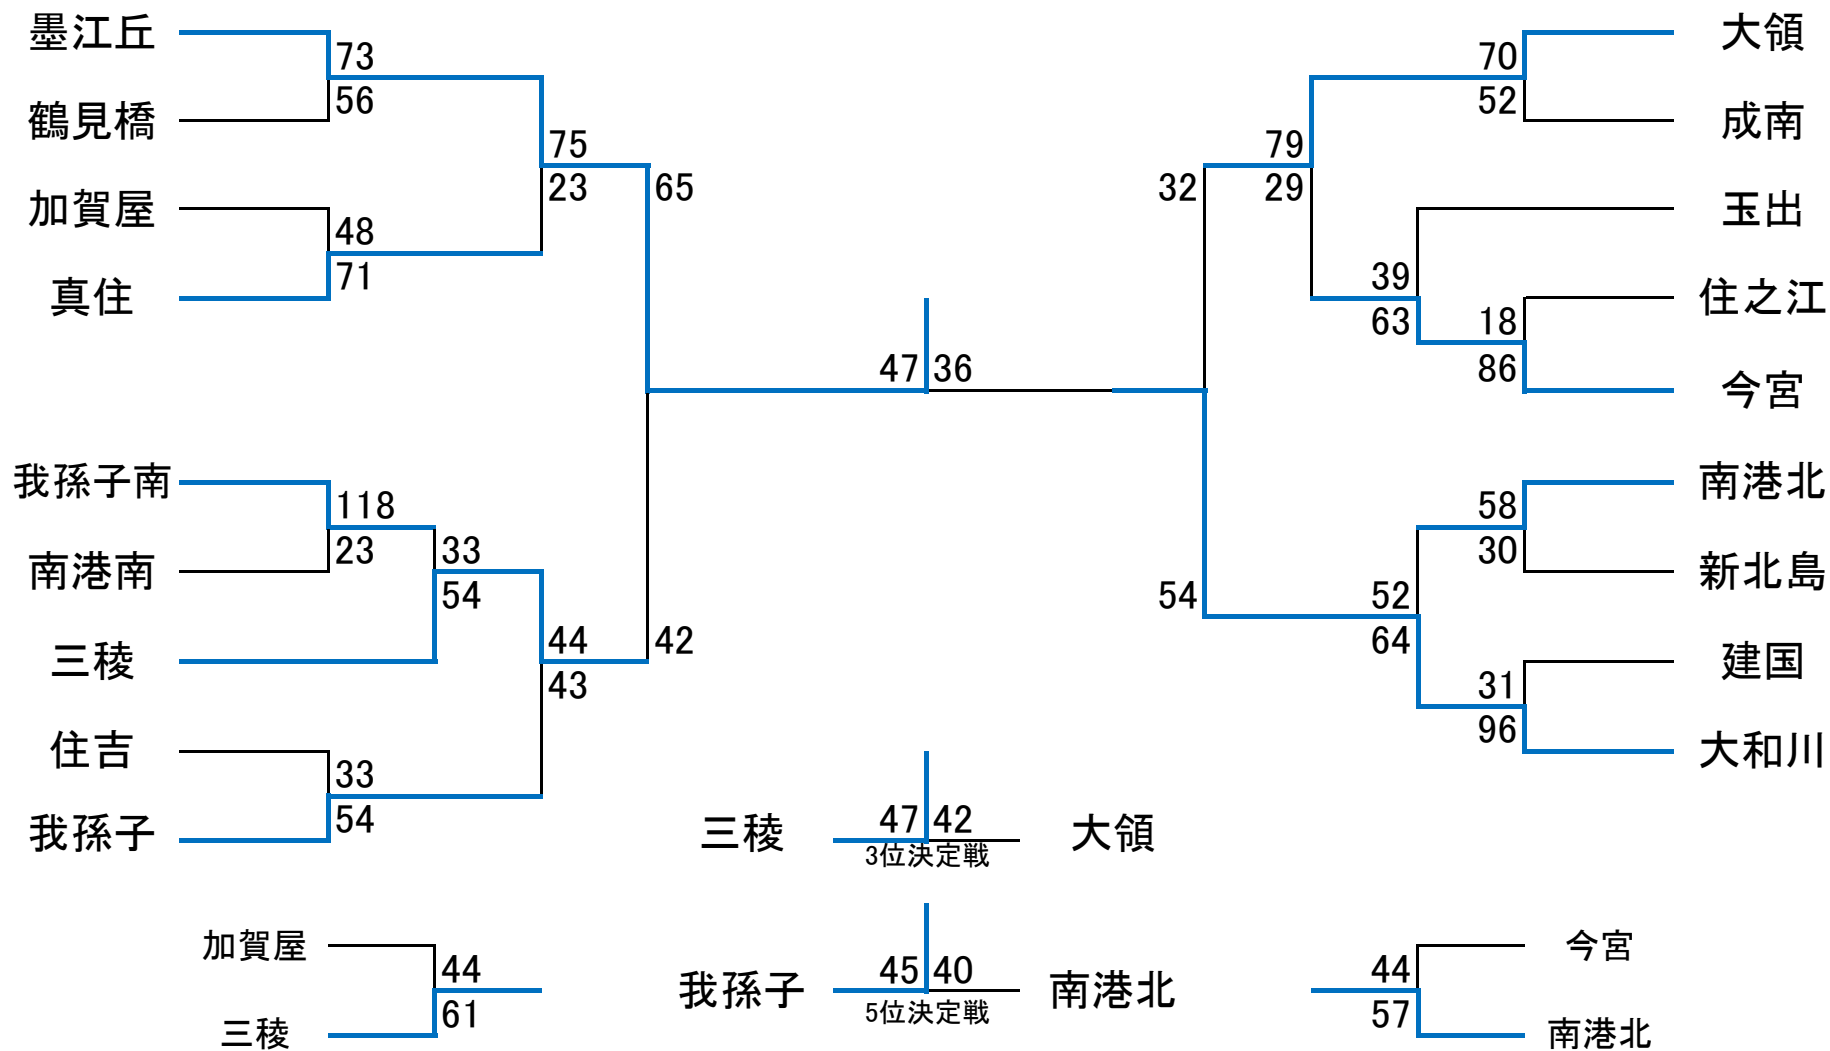 墨江丘
73
56
鶴見橋
加賀屋
48
71
真住
75
23
65
我孫子南
118
23
南港南
33
54
三稜
44
43
42
住吉
33
54
我孫子
47 36
大領
70
52
成南
79
29
32
玉出
39
63
住之江
18
86
今宮
南港北
58
30
新北島
54
52
64
建国
31
96
大和川
三稜 47 42 大領
3位決定戦
加賀屋
44
61
三稜
我孫子 45 40 南港北
5位決定戦
今宮
44
57
南港北